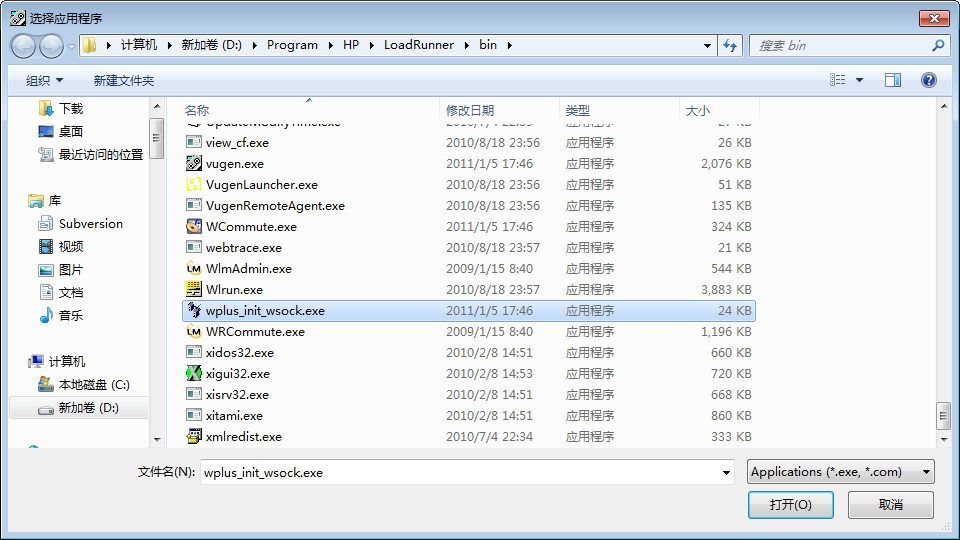 选择应用程序
计算机 新加卷 (D:) Program HP LoadRunner bin
搜索 bin
组织 新建文件夹
下载
桌面
最近访问的位置
库
Subversion
视频
图片
文档
音乐
计算机
本地磁盘 (C:)
新加卷 (D:)
名称 修改日期 类型 大小
view_cf.exe 2010/8/18 23:56 应用程序 26 KB
vugen.exe 2011/1/5 17:46 应用程序 2,076 KB
VugenLauncher.exe 2010/8/18 23:56 应用程序 51 KB
VugenRemoteAgent.exe 2010/8/18 23:56 应用程序 135 KB
WCommute.exe 2011/1/5 17:46 应用程序 324 KB
webtrace.exe 2010/8/18 23:57 应用程序 21 KB
WlmAdmin.exe 2009/1/15 8:40 应用程序 544 KB
Wlrun.exe 2010/8/18 23:57 应用程序 3,883 KB
wplus_init_wsock.exe 2011/1/5 17:46 应用程序 24 KB
WRCommute.exe 2009/1/15 8:40 应用程序 1,196 KB
xidos32.exe 2010/2/8 14:51 应用程序 660 KB
xigui32.exe 2010/2/8 14:53 应用程序 720 KB
xisrv32.exe 2010/2/8 14:51 应用程序 668 KB
xitami.exe 2010/2/8 14:51 应用程序 860 KB
xmlredist.exe 2010/7/4 22:34 应用程序 333 KB
文件名(N): wplus_init_wsock.exe Applications (*.exe, *.com)
打开(O) 取消